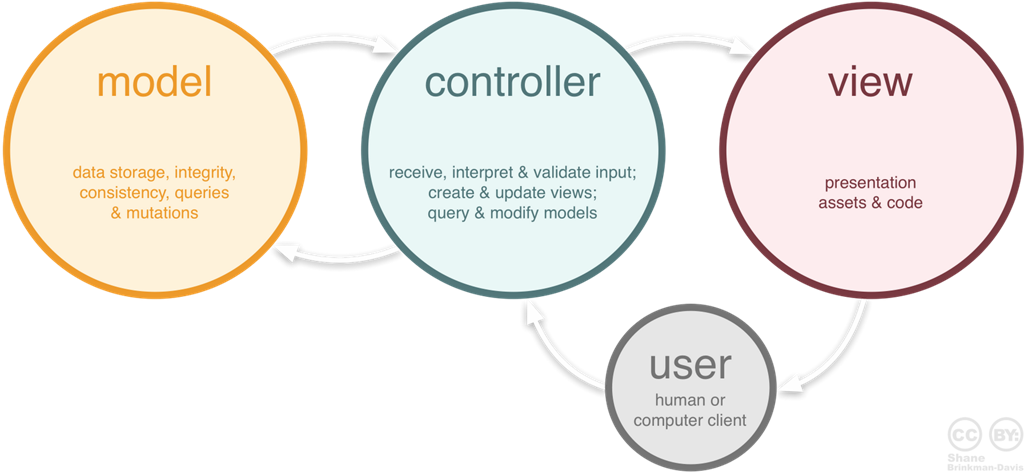 model
data storage, integrity,
consistency, queries
& mutations
controller
receive, interpret & validate input;
create & update views;
query & modify models
view
presentation
assets & code
user
human or
computer client
CC BY:
Shane
Brinkman-Davis